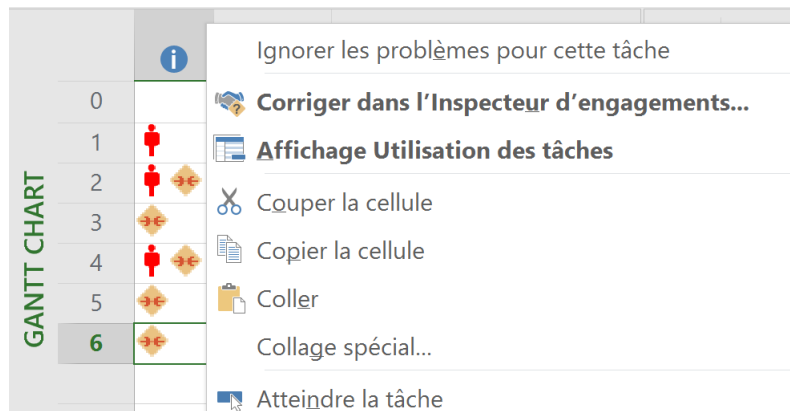 GANTT CHART
0
1
2
3
4
5
6
Ignorer les problèmes pour cette tâche
Corriger dans l’Inspecteur d’engagements...
Affichage Utilisation des tâches
Couper la cellule
Copier la cellule
Coller
Collage spécial...
Atteindre la tâche